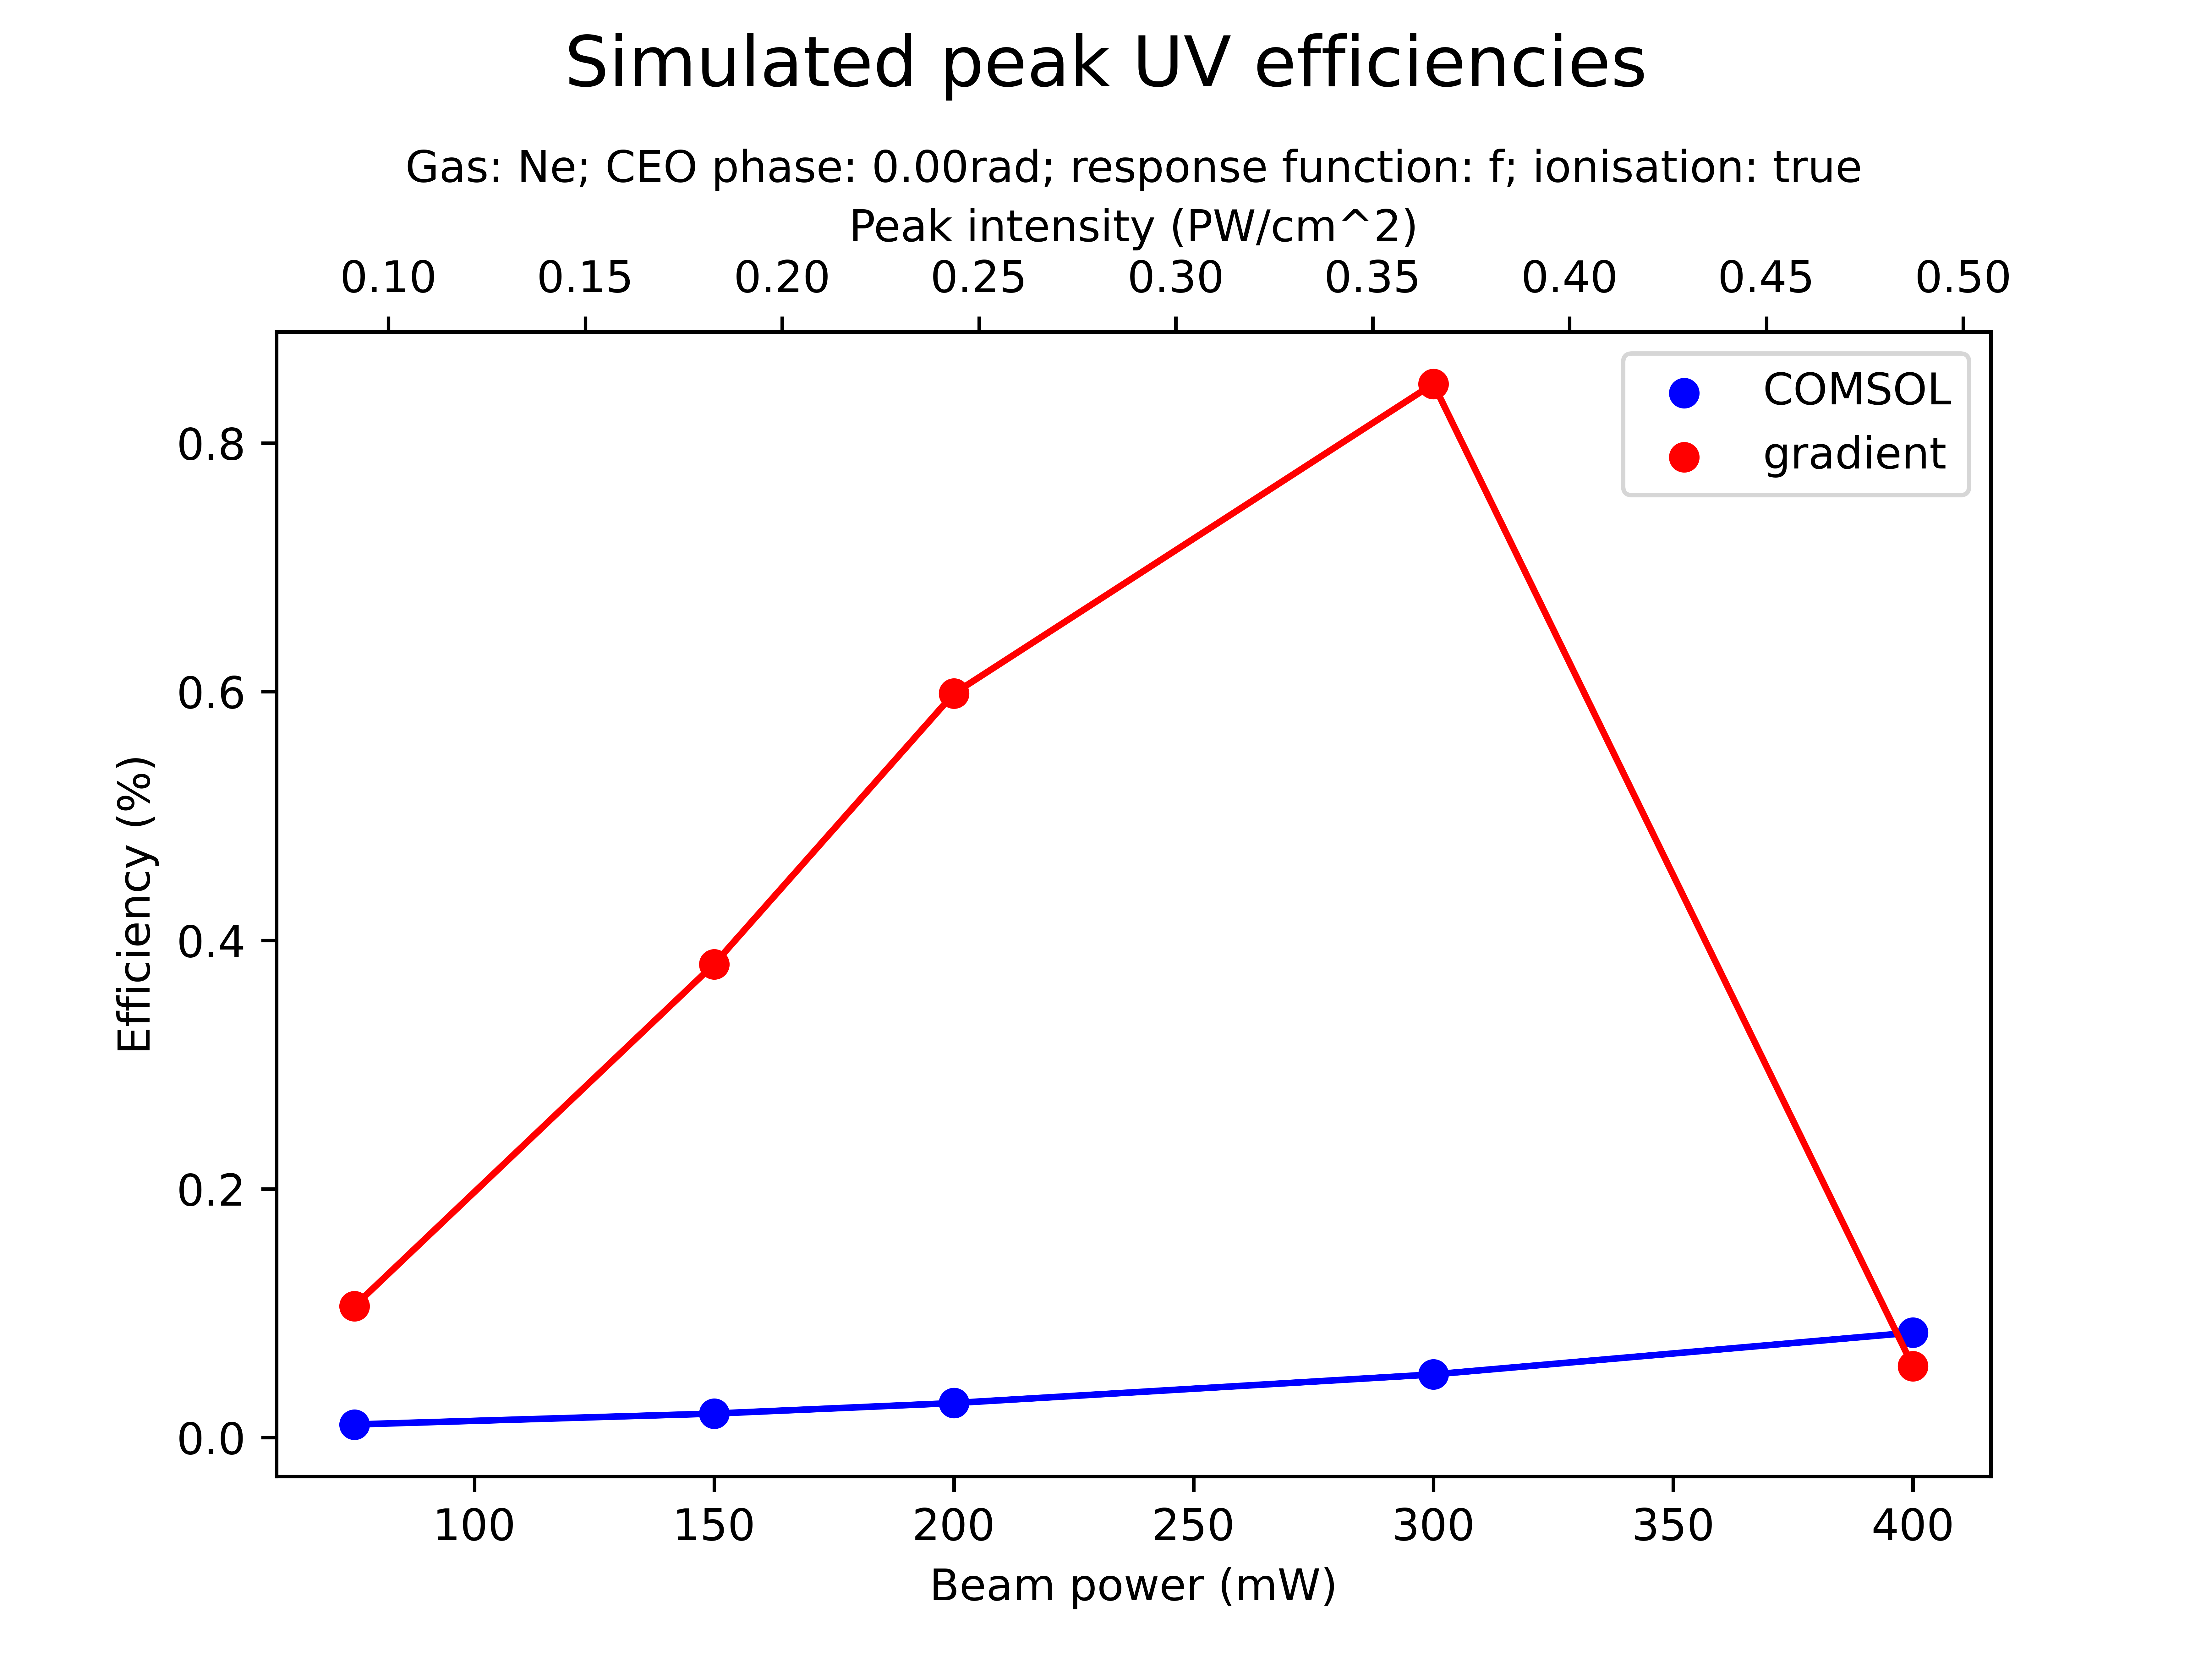 Simulated peak UV efficiencies
Gas: Ne; CEO phase: 0.00rad; response function: f; ionisation: true
Peak intensity (PW/cm^2)
0.10 0.15 0.20 0.25 0.30 0.35 0.40 0.45 0.50
COMSOL
gradient
Efficiency (%)
0.8
0.6
0.4
0.2
0.0
100 150 200 250 300 350 400
Beam power (mW)